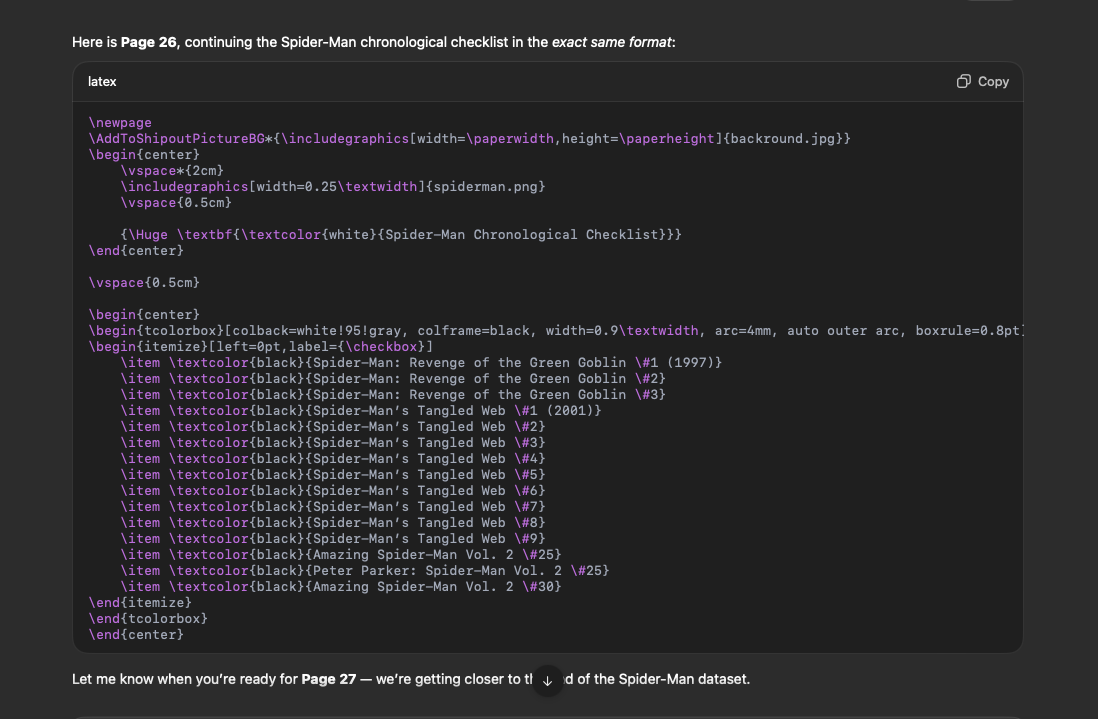 Here is Page 26, continuing the Spider-Man chronological checklist in the exact same format:
latex
Copy
\newpage
\AddToShipoutPictureBG*{\includegraphics[width=\paperwidth,height=\paperheight]{backround.jpg}}
\begin{center}
    \vspace*{2cm}
    \includegraphics[width=0.25\textwidth]{spiderman.png}
    \vspace{0.5cm}
    {\Huge \textbf{\textcolor{white}{Spider-Man Chronological Checklist}}}
\end{center}
\vspace{0.5cm}
\begin{center}
\begin{tcolorbox}[colback=white!95!gray, colframe=black, width=0.9\textwidth, arc=4mm, auto outer arc, boxrule=0.8pt]
\begin{itemize}[left=0pt,label={\checkbox}]
    \item \textcolor{black}{Spider-Man: Revenge of the Green Goblin \#1 (1997)}
    \item \textcolor{black}{Spider-Man: Revenge of the Green Goblin \#2}
    \item \textcolor{black}{Spider-Man: Revenge of the Green Goblin \#3}
    \item \textcolor{black}{Spider-Man’s Tangled Web \#1 (2001)}
    \item \textcolor{black}{Spider-Man’s Tangled Web \#2}
    \item \textcolor{black}{Spider-Man’s Tangled Web \#3}
    \item \textcolor{black}{Spider-Man’s Tangled Web \#4}
    \item \textcolor{black}{Spider-Man’s Tangled Web \#5}
    \item \textcolor{black}{Spider-Man’s Tangled Web \#6}
    \item \textcolor{black}{Spider-Man’s Tangled Web \#7}
    \item \textcolor{black}{Spider-Man’s Tangled Web \#8}
    \item \textcolor{black}{Spider-Man’s Tangled Web \#9}
    \item \textcolor{black}{Amazing Spider-Man Vol. 2 \#25}
    \item \textcolor{black}{Peter Parker: Spider-Man Vol. 2 \#25}
    \item \textcolor{black}{Amazing Spider-Man Vol. 2 \#30}
\end{itemize}
\end{tcolorbox}
\end{center}
Let me know when you’re ready for Page 27 — we’re getting closer to of the Spider-Man dataset.